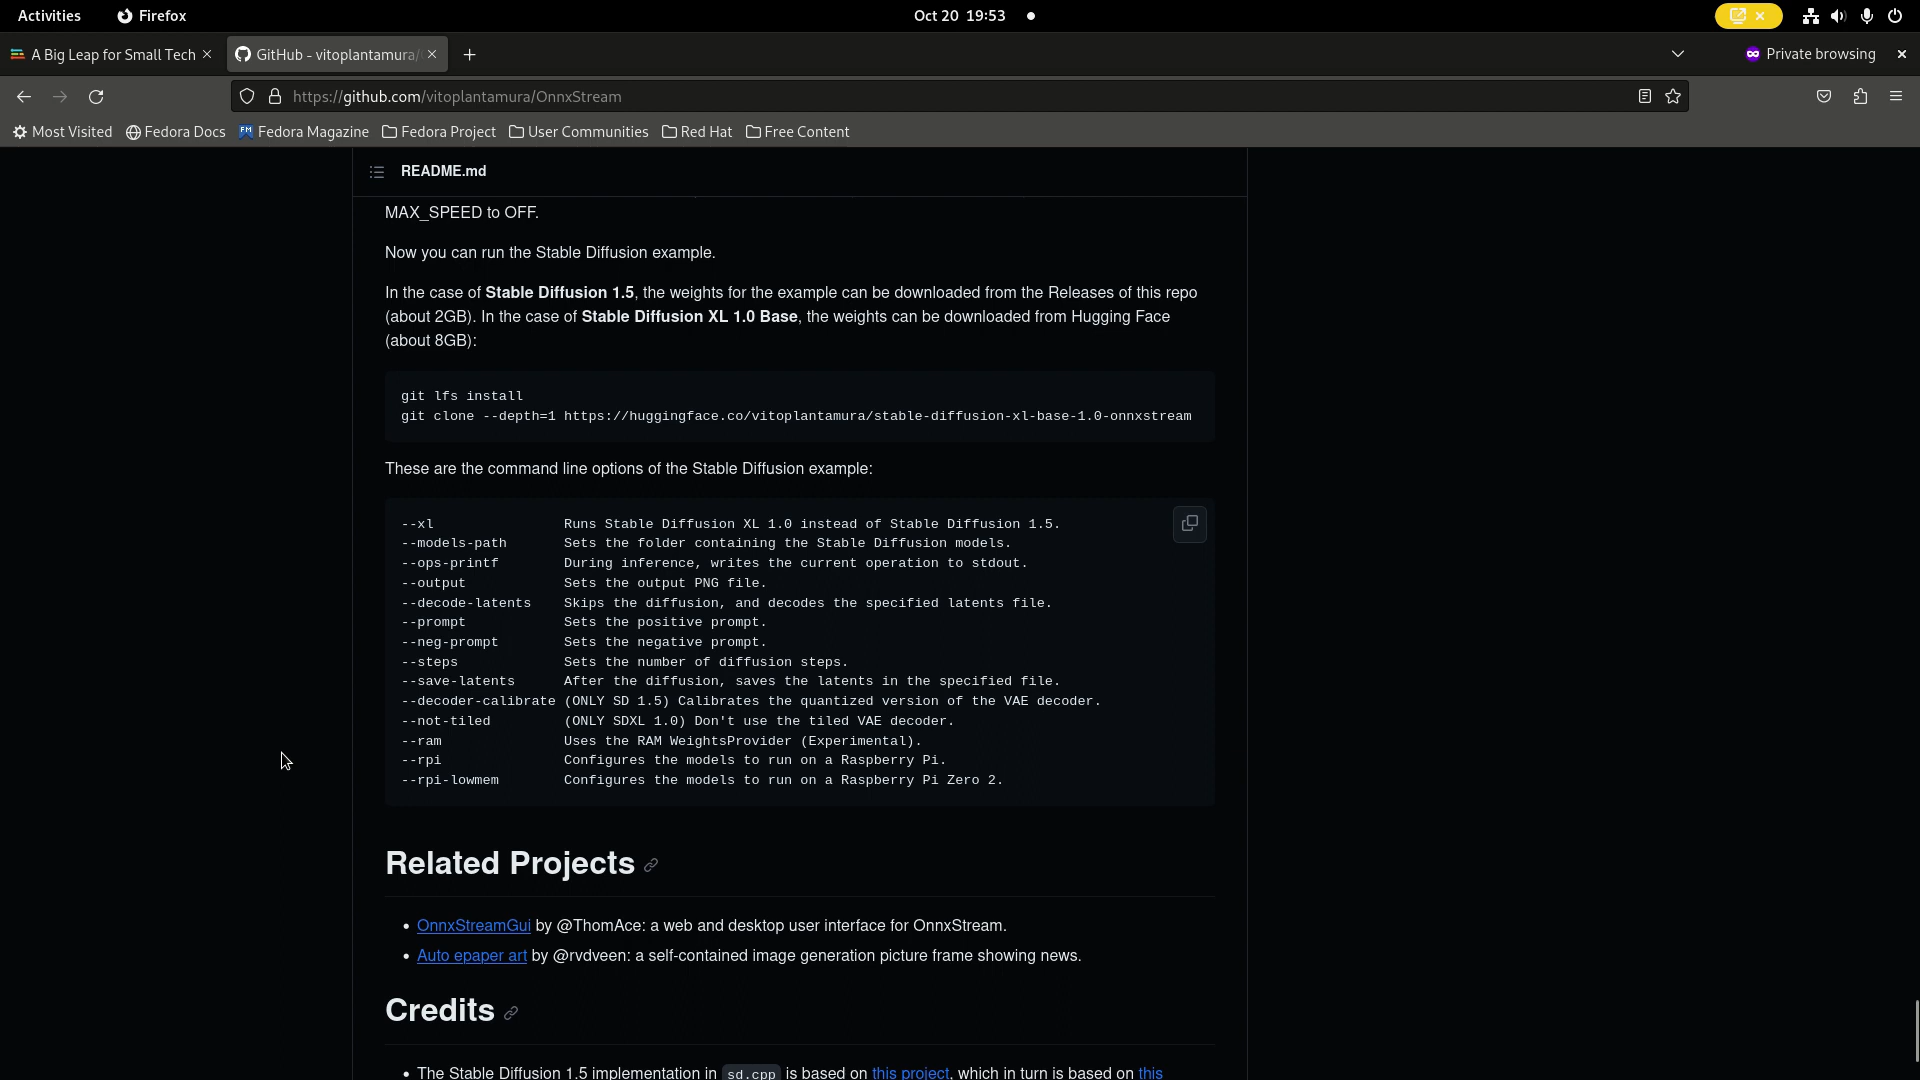 Activities Firefox Oct 20 19:53
A Big Leap for Small Tech GitHub - vitoplantamura/ Private browsing
https://github.com/vitoplantamura/OnnxStream
Most Visited Fedora Docs Fedora Magazine Fedora Project User Communities Red Hat Free Content
README.md
MAX_SPEED to OFF.
Now you can run the Stable Diffusion example.
In the case of Stable Diffusion 1.5, the weights for the example can be downloaded from the Releases of this repo
(about 2GB). In the case of Stable Diffusion XL 1.0 Base, the weights can be downloaded from Hugging Face
(about 8GB):
git lfs install
git clone --depth=1 https://huggingface.co/vitoplantamura/stable-diffusion-xl-base-1.0-onnxstream
These are the command line options of the Stable Diffusion example:
--xl Runs Stable Diffusion XL 1.0 instead of Stable Diffusion 1.5.
--models-path Sets the folder containing the Stable Diffusion models.
--ops-printf During inference, writes the current operation to stdout.
--output Sets the output PNG file.
--decode-latents Skips the diffusion, and decodes the specified latents file.
--prompt Sets the positive prompt.
--neg-prompt Sets the negative prompt.
--steps Sets the number of diffusion steps.
--save-latents After the diffusion, saves the latents in the specified file.
--decoder-calibrate (ONLY SD 1.5) Calibrates the quantized version of the VAE decoder.
--not-tiled (ONLY SDXL 1.0) Don't use the tiled VAE decoder.
--ram Uses the RAM WeightsProvider (Experimental).
--rpi Configures the models to run on a Raspberry Pi.
--rpi-lowmem Configures the models to run on a Raspberry Pi Zero 2.
Related Projects
• OnnxStreamGui by @ThomAce: a web and desktop user interface for OnnxStream.
• Auto epaper art by @rvdveen: a self-contained image generation picture frame showing news.
Credits
• The Stable Diffusion 1.5 implementation in sd.cpp is based on this project, which in turn is based on this